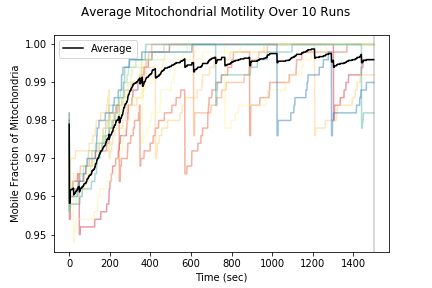 Average Mitochondrial Motility Over 10 Runs
Average
Mobile Fraction of Mitochondria
1.00
0.99
0.98
0.97
0.96
0.95
0 200 400 600 800 1000 1200 1400
Time (sec)